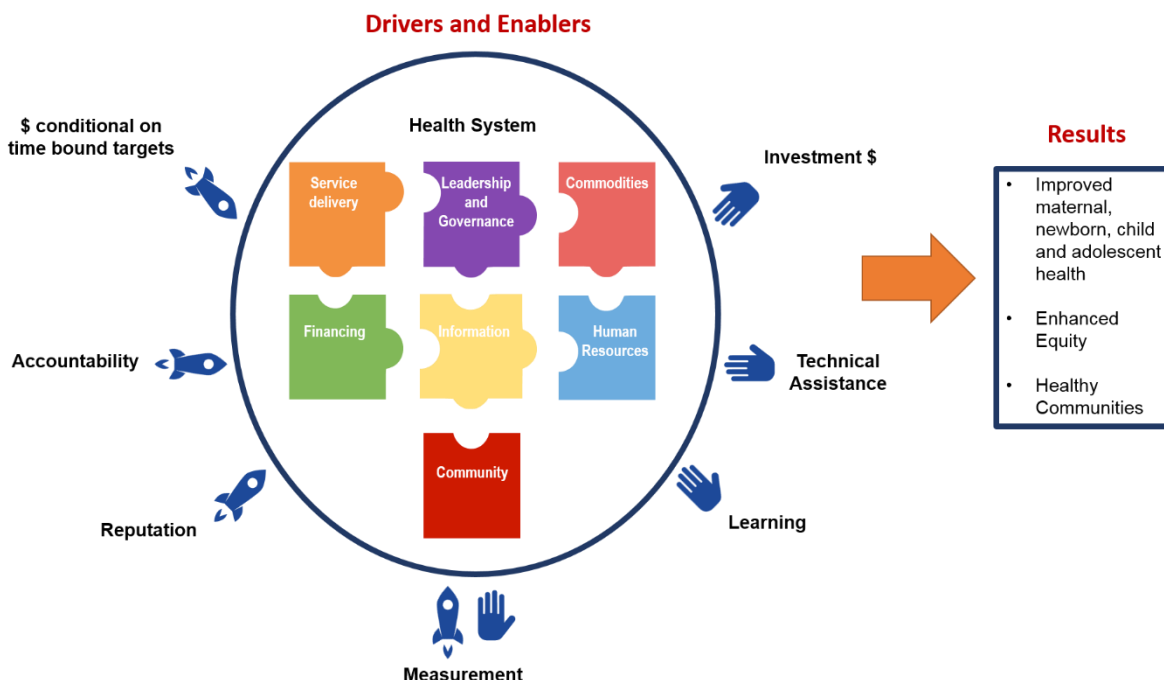 Drivers and Enablers
$ conditional on
time bound targets
Health System
Service
delivery
Leadership
and
Governance
Commodities
Investment $
Results
• Improved
maternal,
newborn, child
and adolescent
health
• Enhanced
Equity
• Healthy
Communities
Financing
Information
Human
Resources
Accountability
Technical
Assistance
Community
Reputation
Learning
Measurement